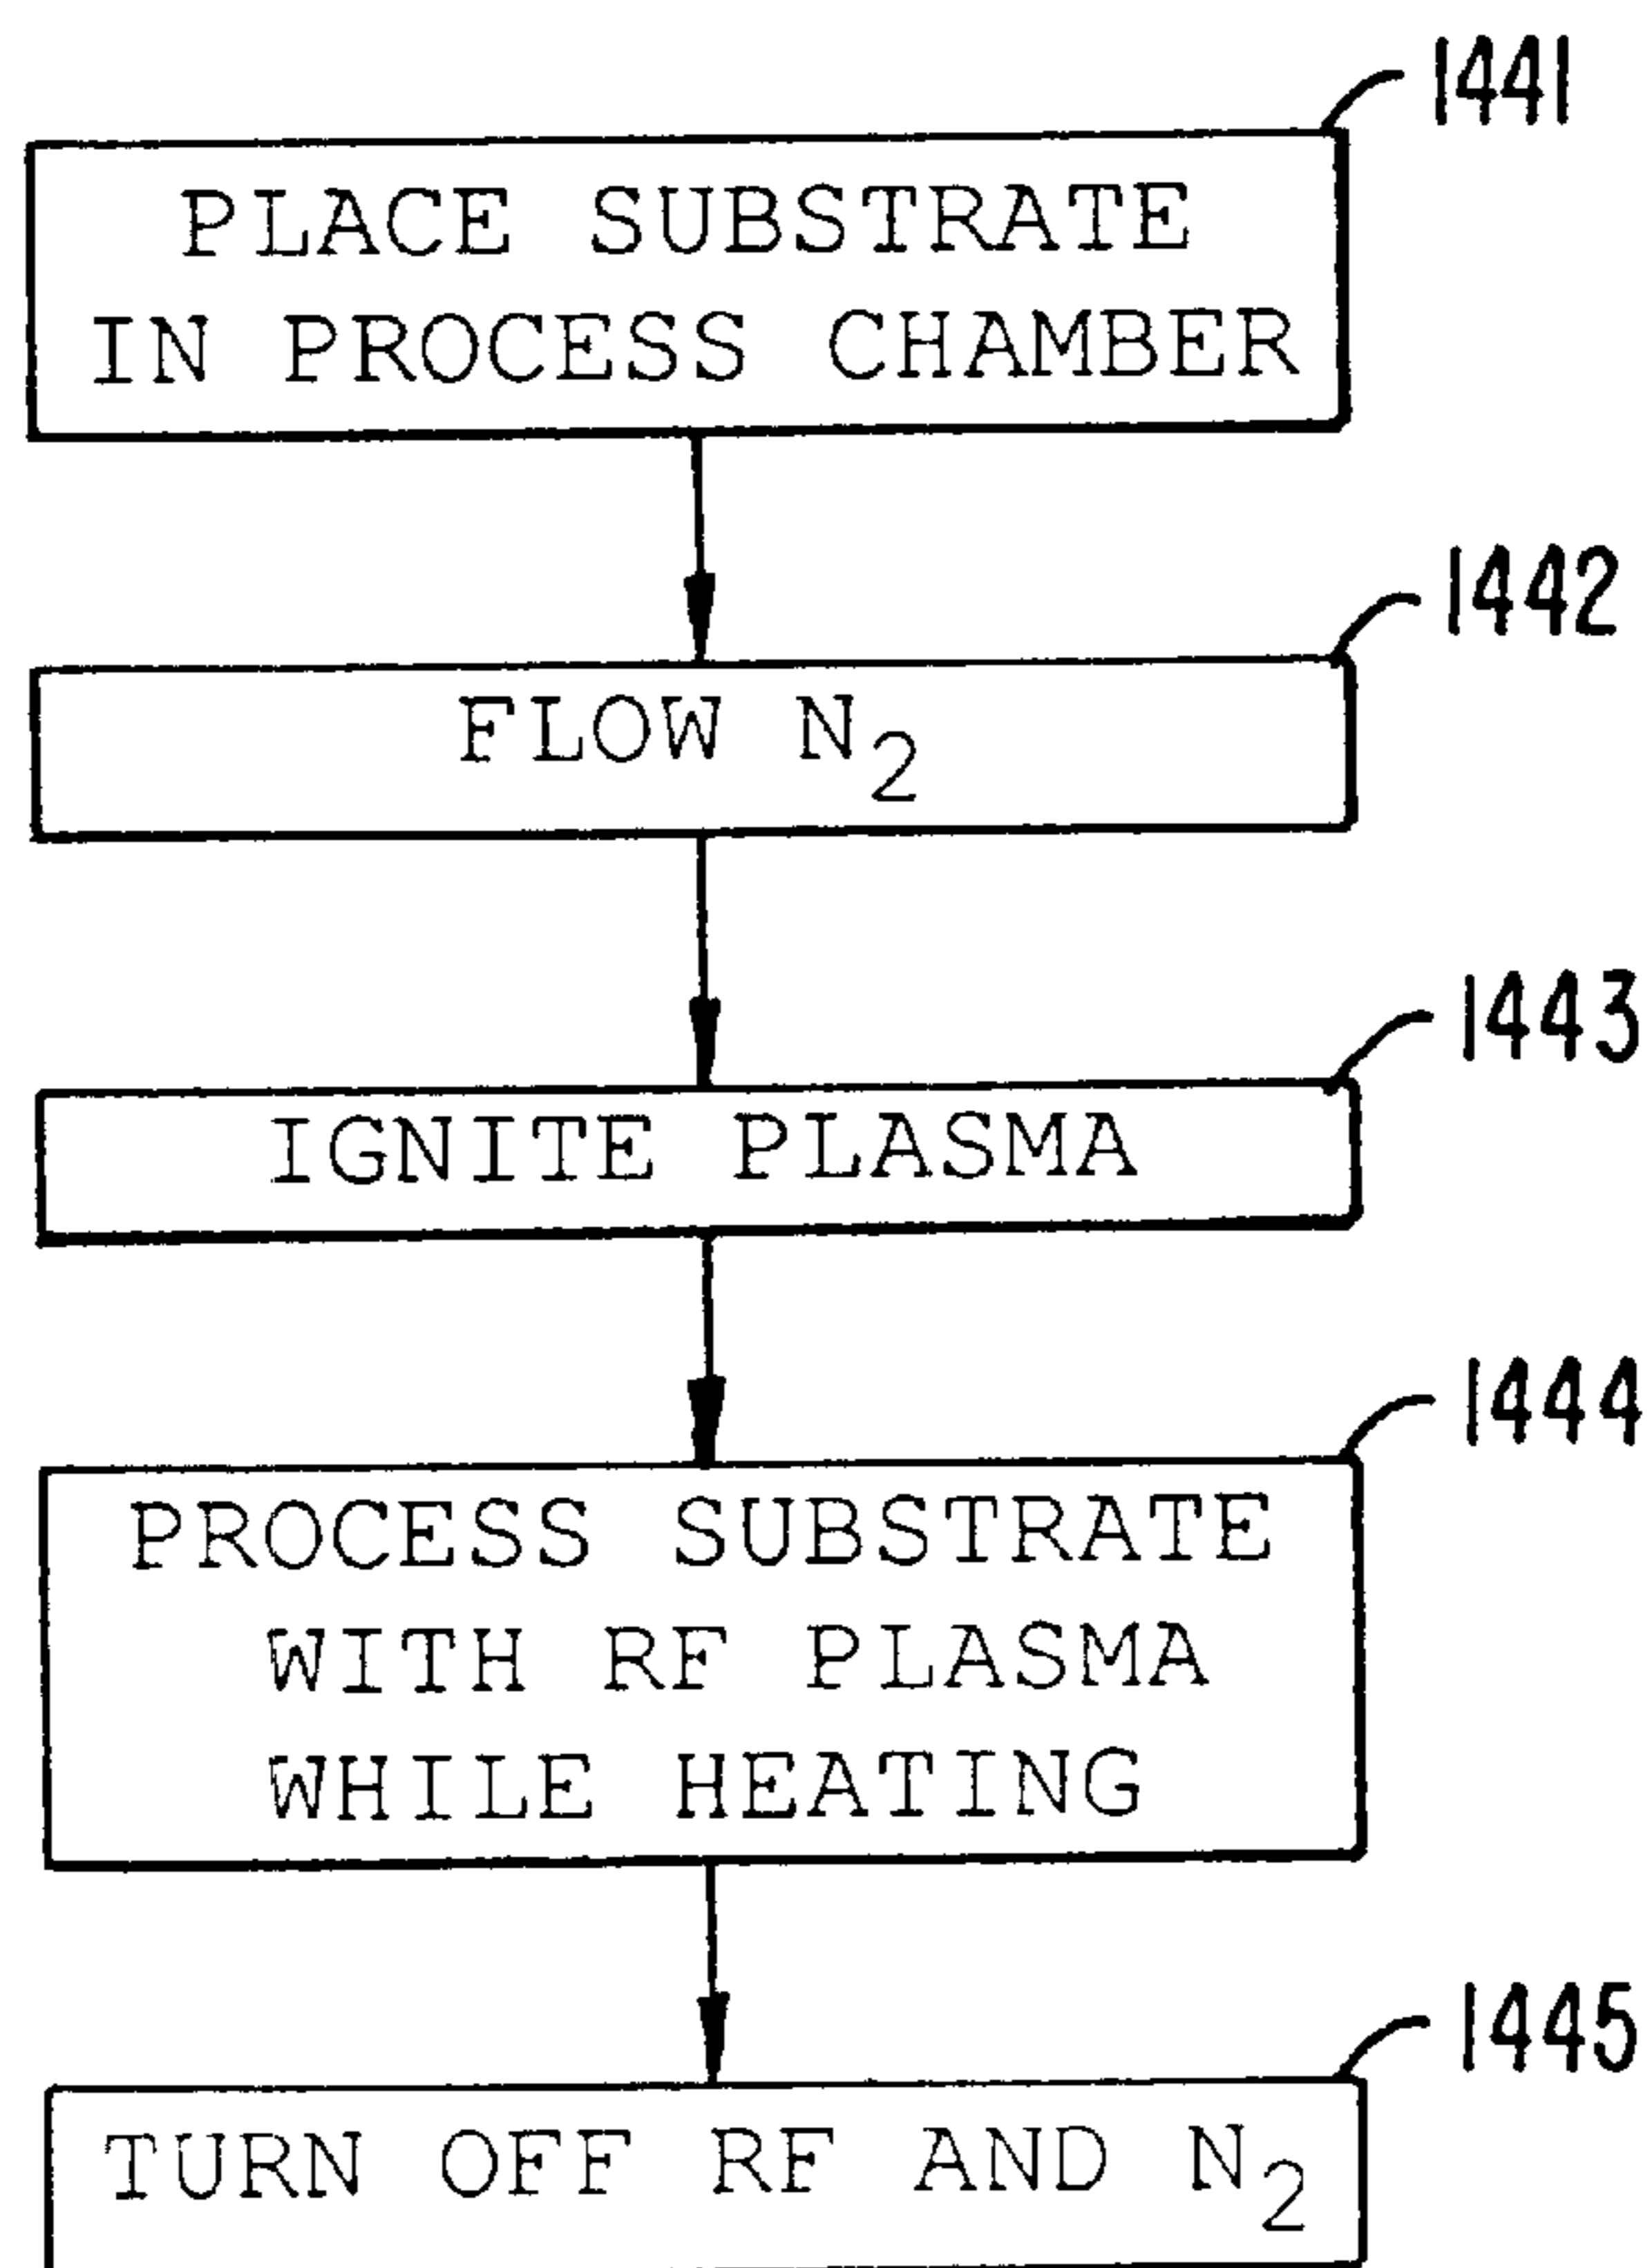 1441
PLACE SUBSTRATE
IN PROCESS CHAMBER
1442
FLOW N₂
1443
IGNITE PLASMA
1444
PROCESS SUBSTRATE
WITH RF PLASMA
WHILE HEATING
1445
TURN OFF RF AND N₂